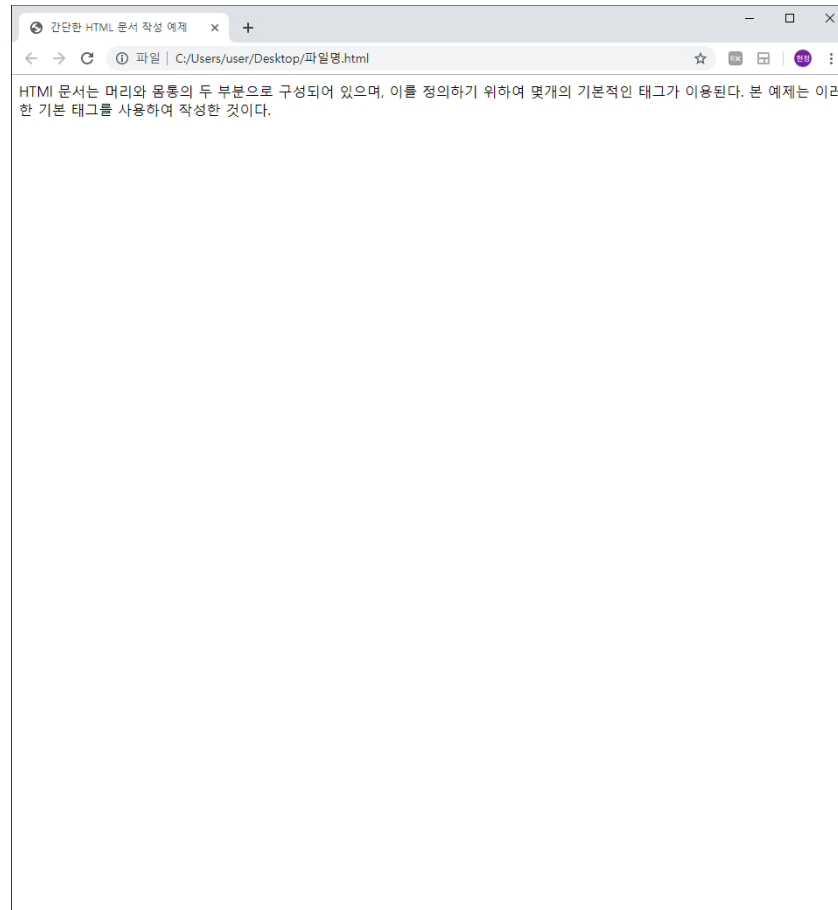 간단한 HTML 문서 작성 예제
파일 | C:/Users/user/Desktop/파일명.html
HTMl 문서는 머리와 몸통의 두 부분으로 구성되어 있으며, 이를 정의하기 위하여 몇개의 기본적인 태그가 이용된다. 본 예제는 이러
한 기본 태그를 사용하여 작성한 것이다.